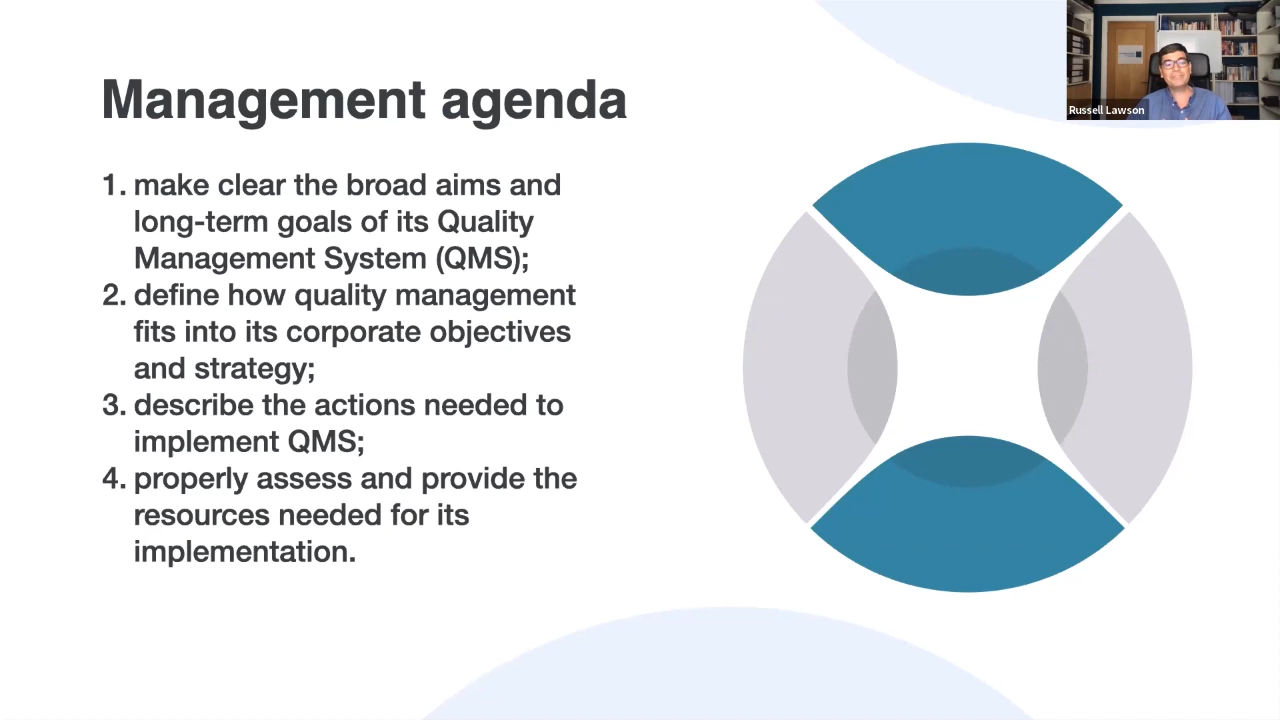 Management agenda
1. make clear the broad aims and
long-term goals of its Quality
Management System (QMS);
2. define how quality management
fits into its corporate objectives
and strategy;
3. describe the actions needed to
implement QMS;
4. properly assess and provide the
resources needed for its
implementation.
Russell Lawson